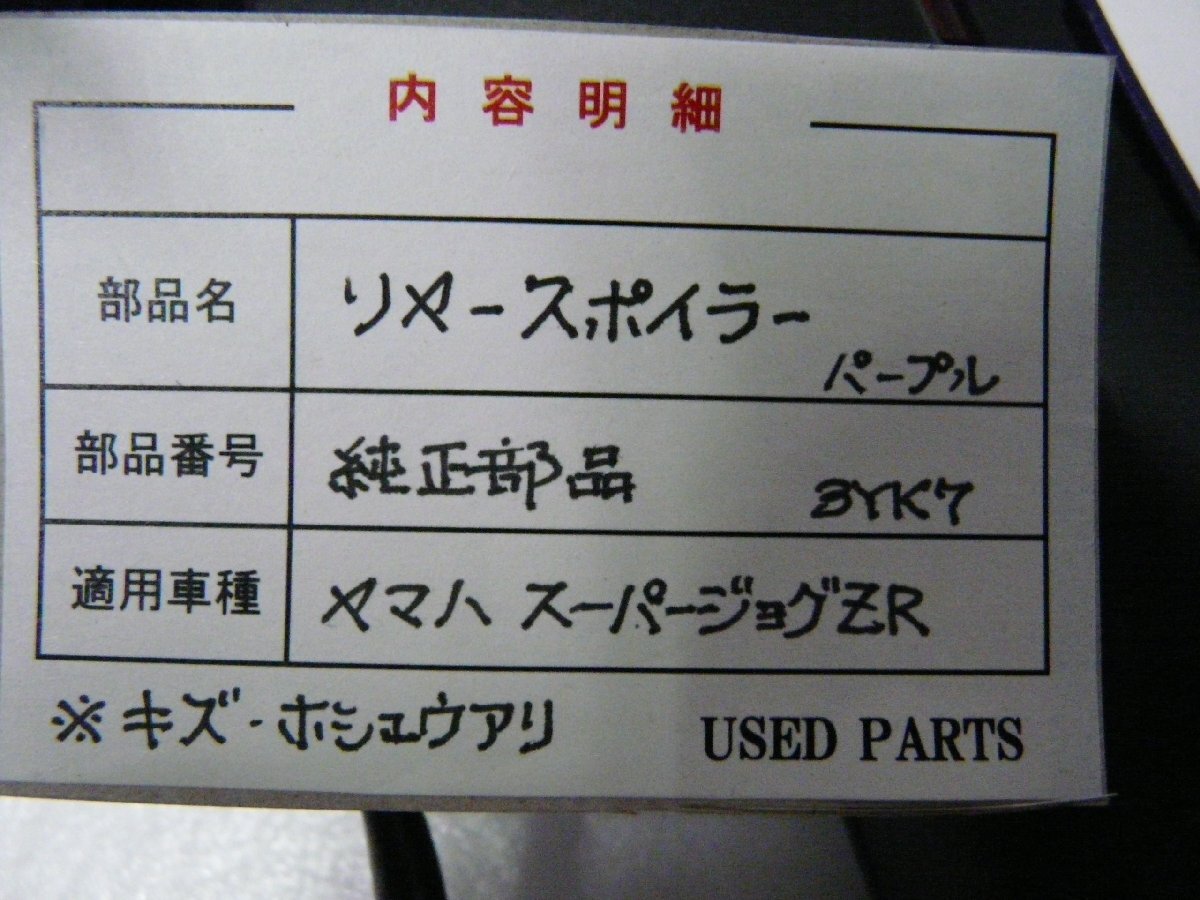 内容明細
部品名 リヤースポイラー
パープル
部品番号 純正部品 3YK7
適用車種 ヤマハ スーパージョグZR
※キズ・ホシュウアリ USED PARTS